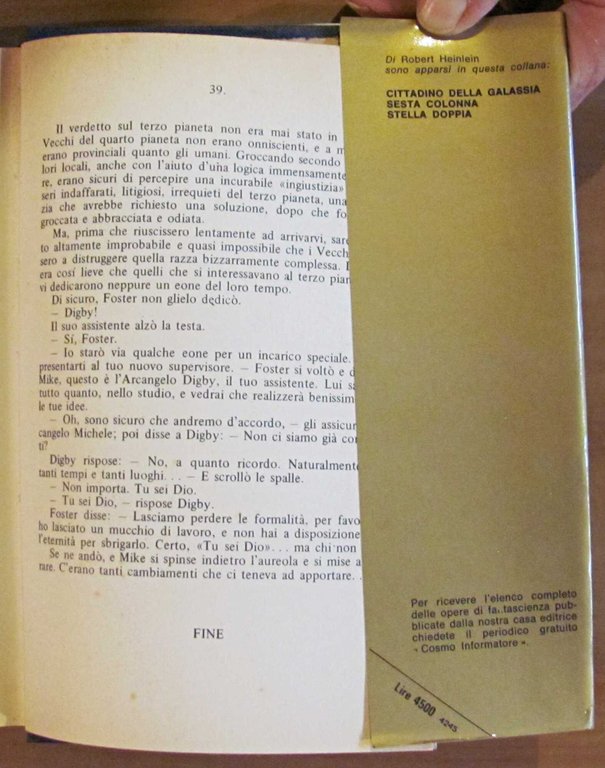 39.
Il verdetto sul terzo pianeta non era mai stato in
Vecchi del quarto pianeta non erano onniscienti, e a m
erano provinciali quanto gli umani. Groccando secondo
lori locali, anche con l'aiuto d'una logica immensamente
re, erano sicuri di percepire una incurabile «ingiustizia»
seri indaffarati, litigiosi, irrequieti del terzo pianeta, una
zia che avrebbe richiesto una soluzione, dopo che fo
groccata e abbracciata e odiata.
Ma, prima che riuscissero lentamente ad arrivarvi, sare
to altamente improbabile e quasi impossibile che i Vecch
sero a distruggere quella razza bizzarramente complessa.
era così lieve che quelli che si interessavano al terzo pian
vi dedicarono neppure un eone del loro tempo.
Di sicuro, Foster non glielo dedicò.
– Digby!
Il suo assistente alzò la testa.
– Sí, Foster.
– Io starò via qualche eone per un incarico speciale.
presentarti al tuo nuovo supervisore. – Foster si voltò e d
Mike, questo è l'Arcangelo Digby, il tuo assistente. Lui sa
tutto quanto, nello studio, e vedrai che realizzerà benissim
le tue idee.
– Oh, sono sicuro che andremo d'accordo, – gli assicur
cangelo Michele; poi disse a Digby: – Non ci siamo già co
ti?
Digby rispose: – No, a quanto ricordo. Naturalmente
tanti tempi e tanti luoghi... – E scrollò le spalle.
– Non importa. Tu sei Dio.
– Tu sei Dio, – rispose Digby.
Foster disse: – Lasciamo perdere le formalità, per favo
ho lasciato un mucchio di lavoro, e non hai a disposizione
l'eternità per sbrigarlo. Certo, «Tu sei Dio»... ma chi non
Se ne andò, e Mike si spinse indietro l'aureola e si mise a
rare. C'erano tanti cambiamenti che ci teneva ad apportare..
FINE
Di Robert Heinlein
sono apparsi in questa collana:
CITTADINO DELLA GALASSIA
SESTA COLONNA
STELLA DOPPIA
Per ricevere l'elenco completo
delle opere di fantascienza pub-
blicate dalla nostra casa editrice
chiedete il periodico gratuito
«Cosmo Informatore».
Lire 4500 4245